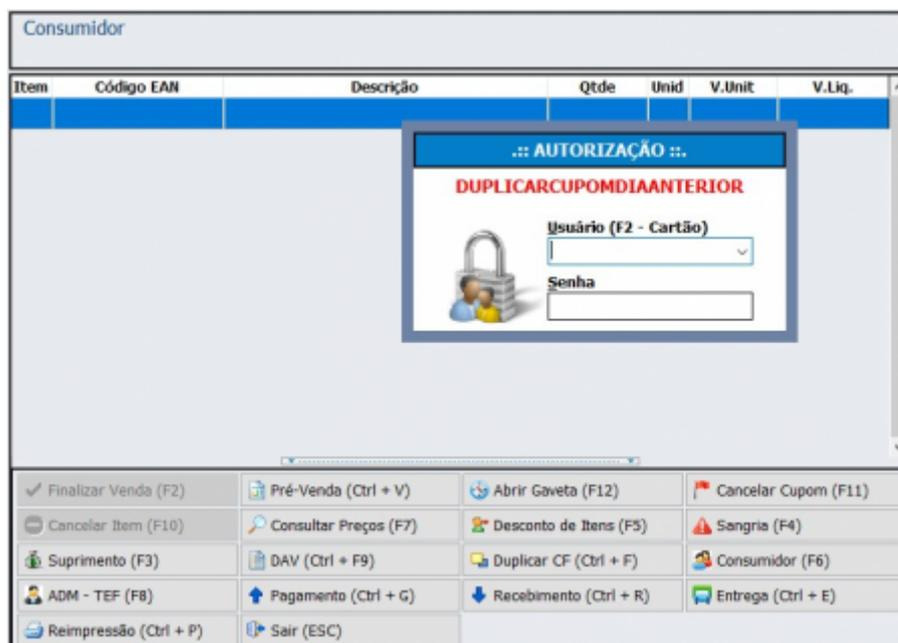 Consumidor
Item Código EAN Descrição Qtde Unid V.Unit V.Liq.
.:: AUTORIZAÇÃO ::.
DUPLICARCUPOMDIAANTERIOR
Usuário (F2 - Cartão)
Senha
Finalizar Venda (F2) Pré-Venda (Ctrl + V) Abrir Gaveta (F12) Cancelar Cupom (F11)
Cancelar Item (F10) Consultar Preços (F7) Desconto de Itens (F5) Sangria (F4)
Suprimento (F3) DAV (Ctrl + F9) Duplicar CF (Ctrl + F) Consumidor (F6)
ADM - TEF (F8) Pagamento (Ctrl + G) Recebimento (Ctrl + R) Entrega (Ctrl + E)
Reimpressão (Ctrl + P) Sair (ESC)